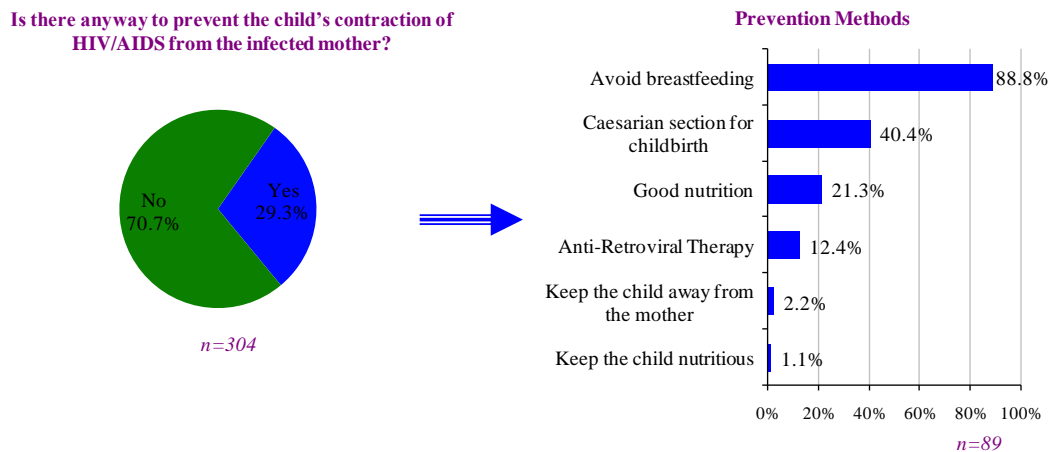 Is there anyway to prevent the child's contraction of
HIV/AIDS from the infected mother?
No
70.7%
Yes
29.3%
n=304
Prevention Methods
Avoid breastfeeding
88.8%
Caesarian section for
childbirth
40.4%
Good nutrition
21.3%
Anti-Retroviral Therapy
12.4%
Keep the child away from
the mother
2.2%
Keep the child nutritious
1.1%
0% 20% 40% 60% 80% 100%
n=89